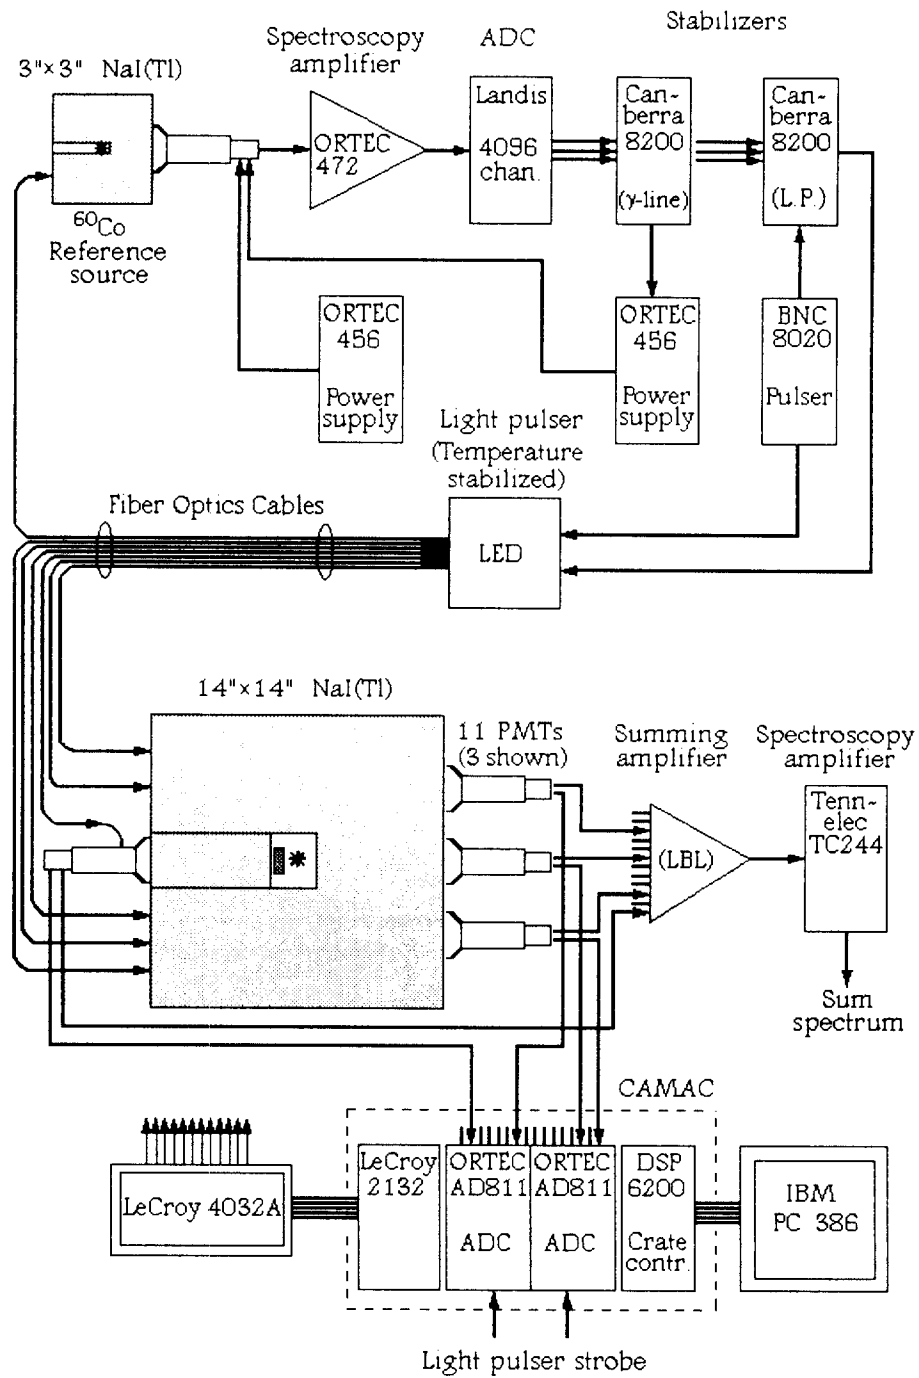 Stabilizers
Spectroscopy
amplifier
ADC
3"×3" NaI(Tl)
ORTEC
472
Landis
4096
chan.
Can-
berra
8200
(γ-line)
Can-
berra
8200
(L.P.)
60Co
Reference
source
ORTEC
456
Power
supply
ORTEC
456
Power
supply
BNC
8020
Pulser
Light pulser
(Temperature
stabilized)
Fiber Optics Cables
LED
14"×14" NaI(Tl)
11 PMTs
(3 shown)
Summing
amplifier
Spectroscopy
amplifier
(LBL)
Tenn-
elec
TC244
Sum
spectrum
CAMAC
LeCroy 4032A
LeCroy
2132
ORTEC
AD811
ADC
ORTEC
AD811
ADC
DSP
6200
Crate
contr.
IBM
PC 386
Light pulser strobe